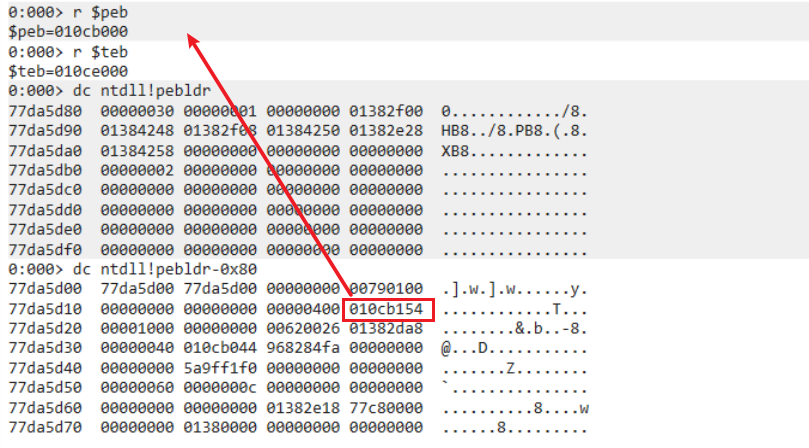 0:000> r $peb
$peb=010cb000
0:000> r $teb
$teb=010ce000
0:000> dc ntdll!pebldr
77da5d80  00000030 00000001 00000000 01382f00  0............/8.
77da5d90  01384248 01382f08 01384250 01382e28  HB8../8.PB8.(.8.
77da5da0  01384258 00000000 00000000 00000000  XB8.............
77da5db0  00000002 00000000 00000000 00000000  ................
77da5dc0  00000000 00000000 00000000 00000000  ................
77da5dd0  00000000 00000000 00000000 00000000  ................
77da5de0  00000000 00000000 00000000 00000000  ................
77da5df0  00000000 00000000 00000000 00000000  ................
0:000> dc ntdll!pebldr-0x80
77da5d00  77da5d00 77da5d00 00000000 00790100  .].w.].w......y.
77da5d10  00000000 00000000 00000400 010cb154  ............T...
77da5d20  00001000 00000000 00620026 01382da8  ........&.b..-8.
77da5d30  00000040 010cb044 968284fa 00000000  @...D...........
77da5d40  00000000 5a9ff1f0 00000000 00000000  .......Z........
77da5d50  00000060 0000000c 00000000 00000000  `...............
77da5d60  00000000 00000000 01382e18 77c80000  ..........8....w
77da5d70  00000000 01380000 00000000 00000000  ......8.........